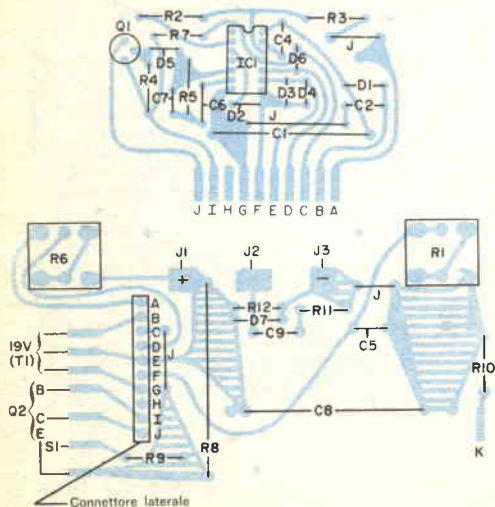 Q1
R2
R3
R7
C4
J
D5
IC1
D6
R4
C7
R5
C6
D2
D3
D4
D1
C2
J
C1
J I H G F E D C B A
R6
J1
J2
J3
R1
+
-
A
B
C
D
E
F
G
H
I
J
J
R12
D7
C9
R11
J
C5
19V
(T1)
Q2
B
C
E
S1
R8
R9
C8
R10
K
Connettore laterale